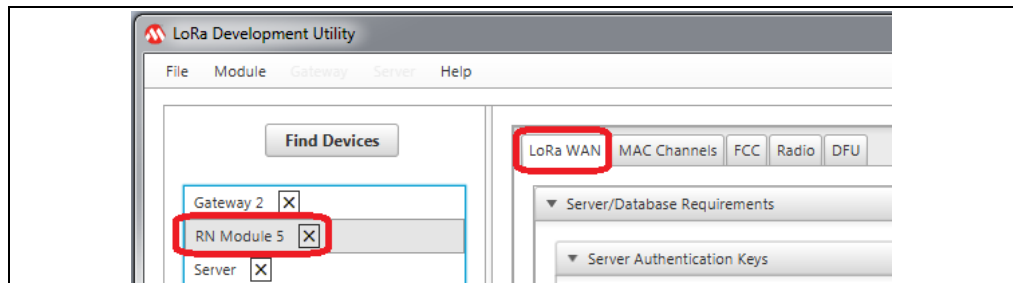 LoRa Development Utility
File Module Gateway Server Help
Find Devices
LoRa WAN MAC Channels FCC Radio DFU
Gateway 2
Server/Database Requirements
RN Module 5
Server Authentication Keys
Server